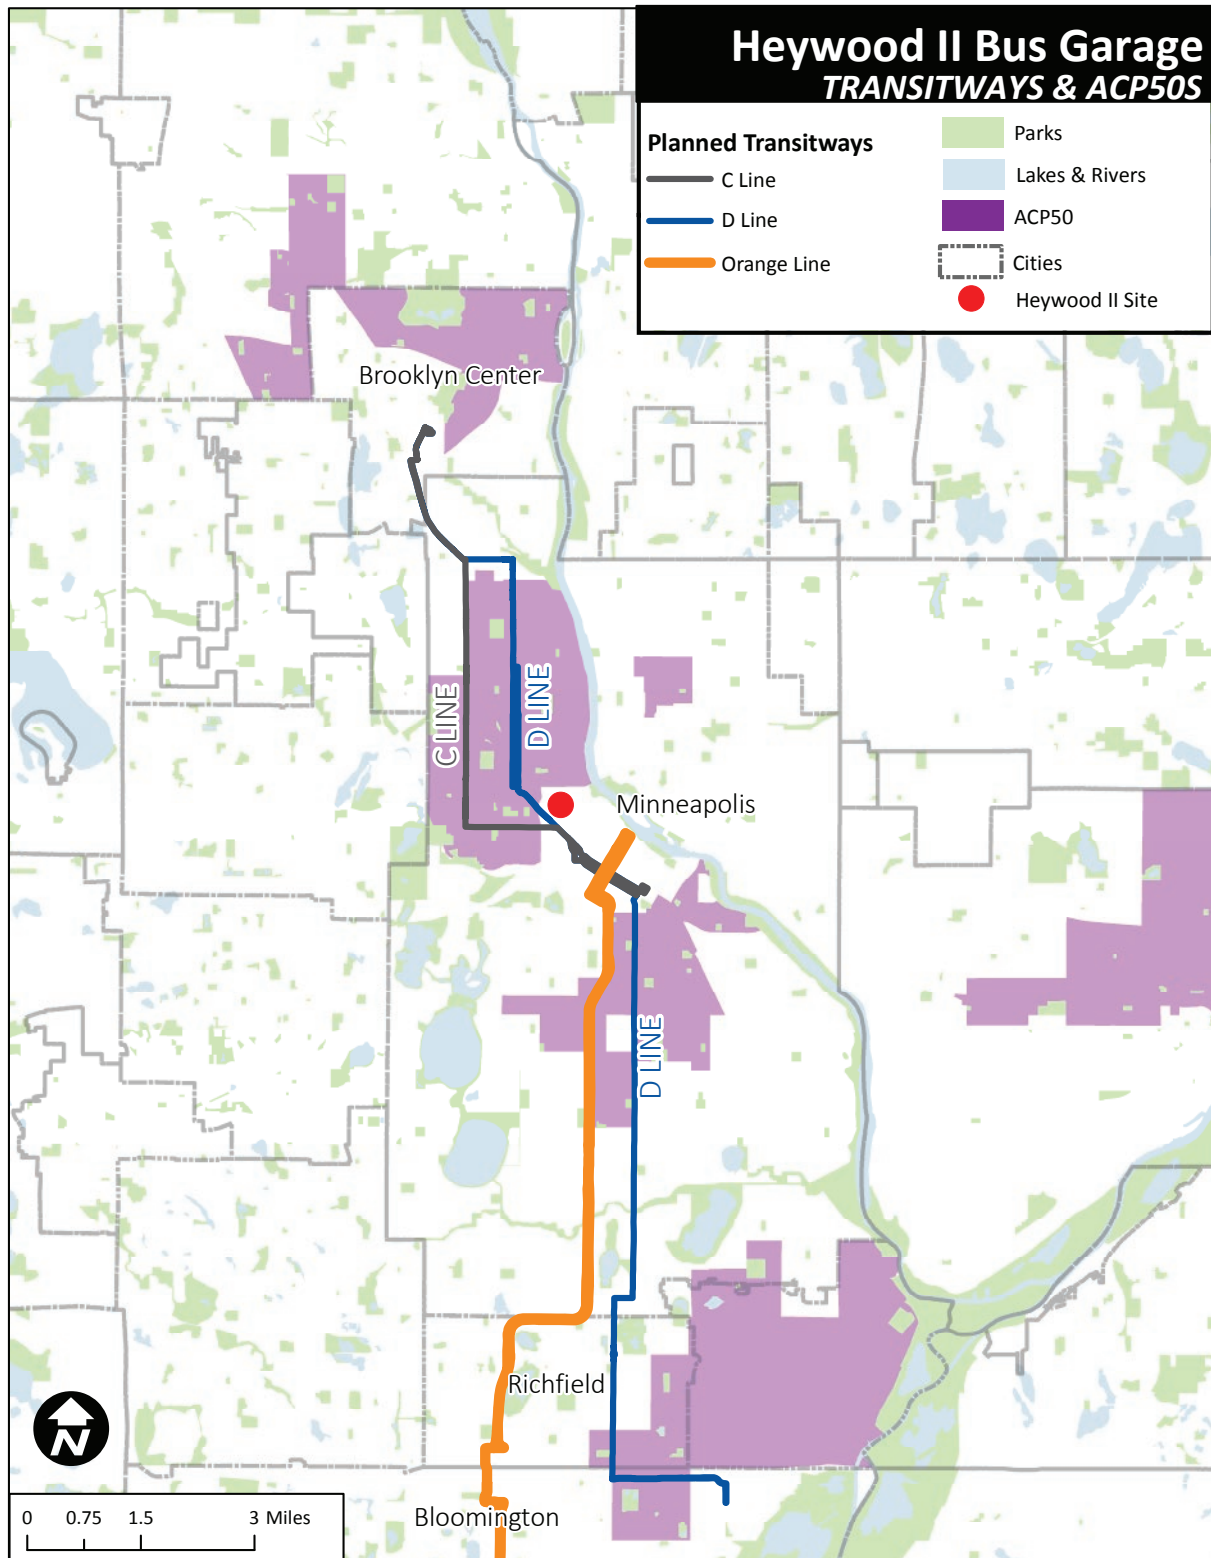 Heywood II Bus Garage
TRANSITWAYS & ACP50S
Planned Transitways
C Line
D Line
Orange Line
Parks
Lakes & Rivers
ACP50
Cities
Heywood II Site
Brooklyn Center
C LINE
D LINE
Minneapolis
D LINE
Richfield
Bloomington
N
0 0.75 1.5 3 Miles